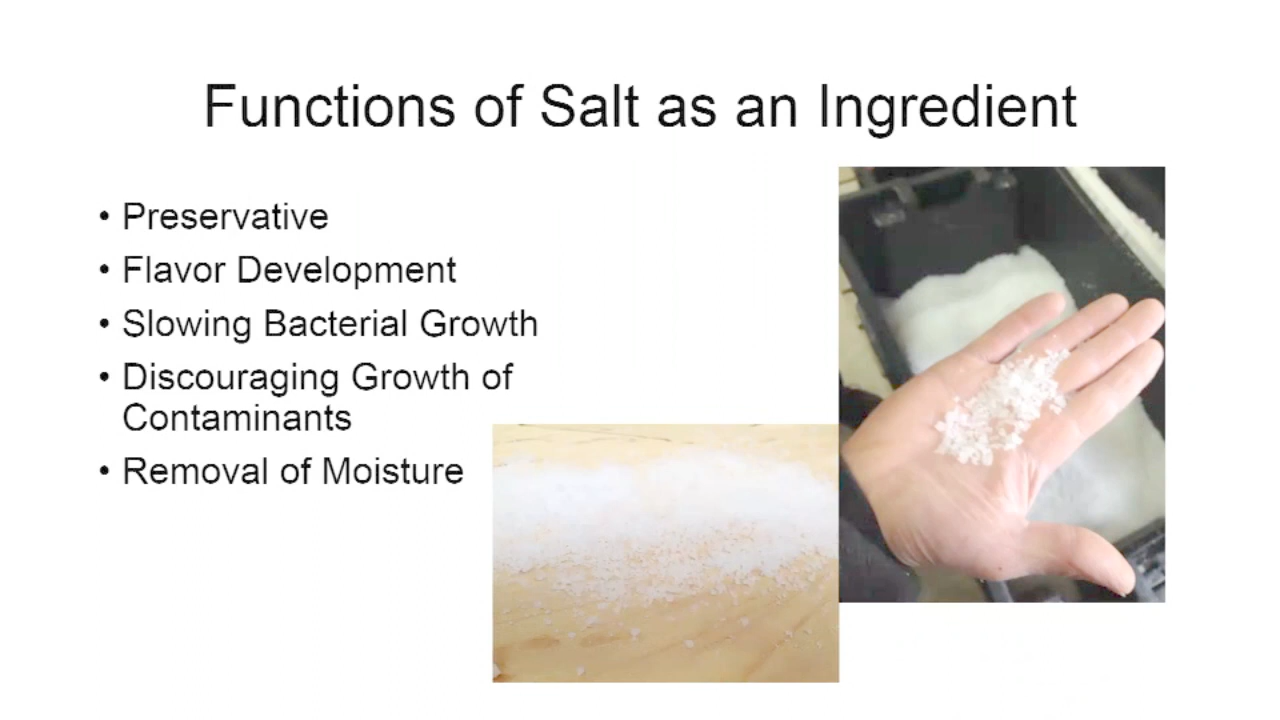 Functions of Salt as an Ingredient
• Preservative
• Flavor Development
• Slowing Bacterial Growth
• Discouraging Growth of
Contaminants
• Removal of Moisture